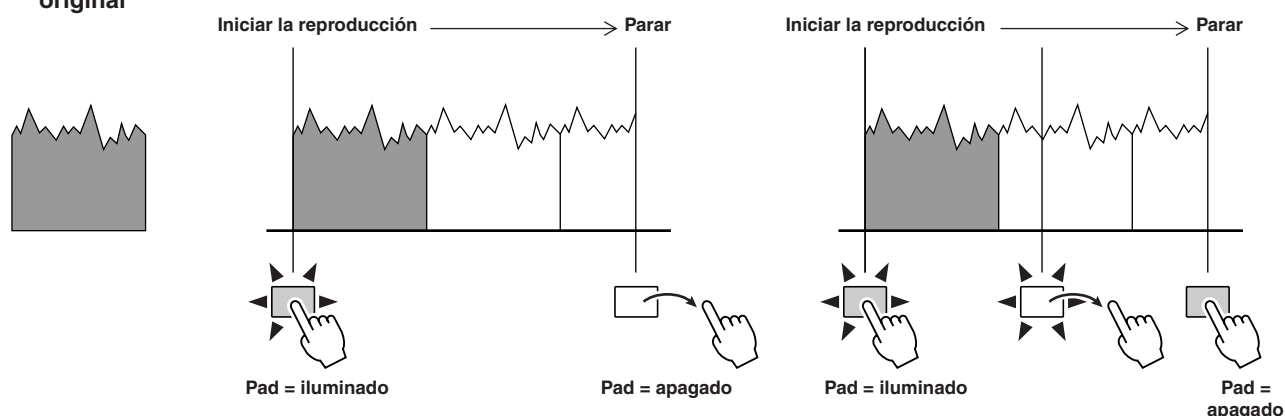 original
Iniciar la reproducción
Parar
Iniciar la reproducción
Parar
Pad = iluminado
Pad = apagado
Pad = iluminado
Pad =
apagado